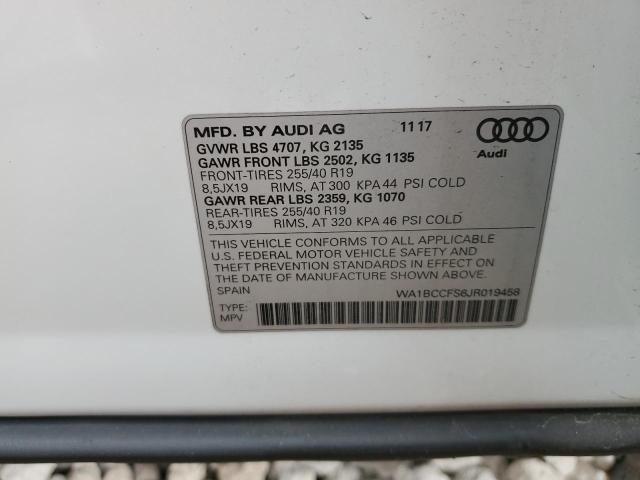 MFD. BY AUDI AG 11 17
GVWR LBS 4707, KG 2135
GAWR FRONT LBS 2502, KG 1135
FRONT-TIRES 255/40 R19
8,5JX19 RIMS, AT 300 KPA 44 PSI COLD
GAWR REAR LBS 2359, KG 1070
REAR-TIRES 255/40 R19
8,5JX19 RIMS, AT 320 KPA 46 PSI COLD
Audi
THIS VEHICLE CONFORMS TO ALL APPLICABLE
U.S. FEDERAL MOTOR VEHICLE SAFETY AND
THEFT PREVENTION STANDARDS IN EFFECT ON
THE DATE OF MANUFACTURE SHOWN ABOVE.
SPAIN
WA1BCCFS6JR019458
TYPE:
MPV